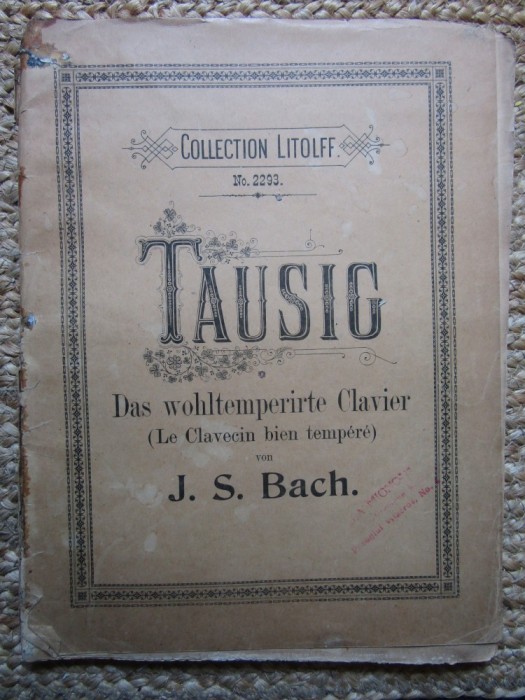 COLLECTION LITOLFF.
No. 2293.
TAUSIG
Das wohltemperirte Clavier
(Le Clavecin bien tempéré)
von
J. S. Bach.